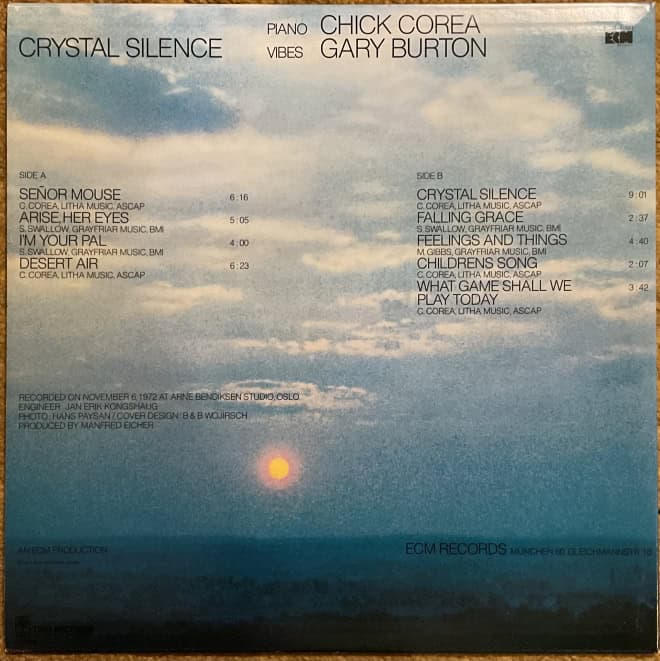 CRYSTAL SILENCE
PIANO CHICK COREA
VIBES GARY BURTON
ECM
SIDE A
SEÑOR MOUSE 6:16
C. COREA, LITHA MUSIC, ASCAP
ARISE, HER EYES 5:05
S. SWALLOW, GRAYFRIAR MUSIC, BMI
I'M YOUR PAL 4:00
S. SWALLOW, GRAYFRIAR MUSIC, BMI
DESERT AIR 6:23
C. COREA, LITHA MUSIC, ASCAP
SIDE B
CRYSTAL SILENCE 9:01
C. COREA, LITHA MUSIC, ASCAP
FALLING GRACE 2:37
S. SWALLOW, GRAYFRIAR MUSIC, BMI
FEELINGS AND THINGS 4:40
M. GIBBS, GRAYFRIAR MUSIC, BMI
CHILDRENS SONG 2:07
C. COREA, LITHA MUSIC, ASCAP
WHAT GAME SHALL WE 3:42
PLAY TODAY
C. COREA, LITHA MUSIC, ASCAP
RECORDED ON NOVEMBER 6, 1972 AT ARNE BENDIKSEN STUDIO, OSLO
ENGINEER: JAN ERIK KONGSHAUG
PHOTO: HANS PAYSAN / COVER DESIGN: B & B WOJIRSCH
PRODUCED BY MANFRED EICHER
AN ECM PRODUCTION
ECM RECORDS MÜNCHEN 60 GLEICHMANNSTR. 10